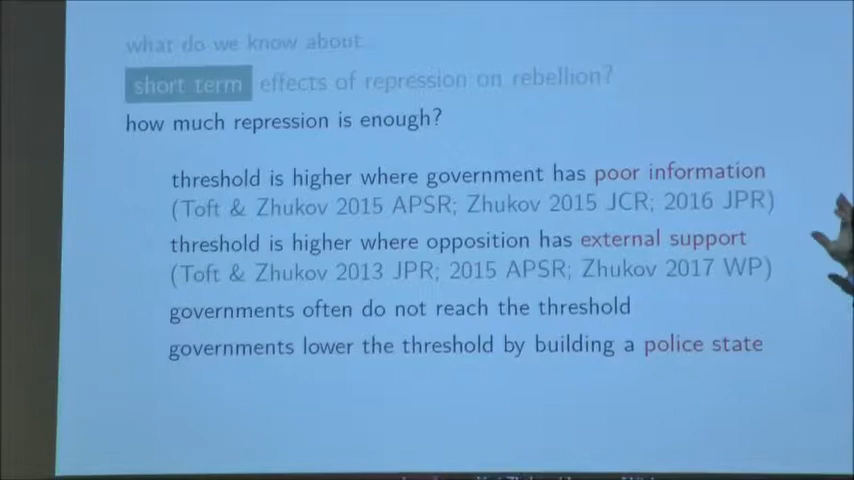 what do we know about...
short term effects of repression on rebellion?
how much repression is enough?
threshold is higher where government has poor information
(Toft & Zhukov 2015 APSR; Zhukov 2015 JCR; 2016 JPR)
threshold is higher where opposition has external support
(Toft & Zhukov 2013 JPR; 2015 APSR; Zhukov 2017 WP)
governments often do not reach the threshold
governments lower the threshold by building a police state